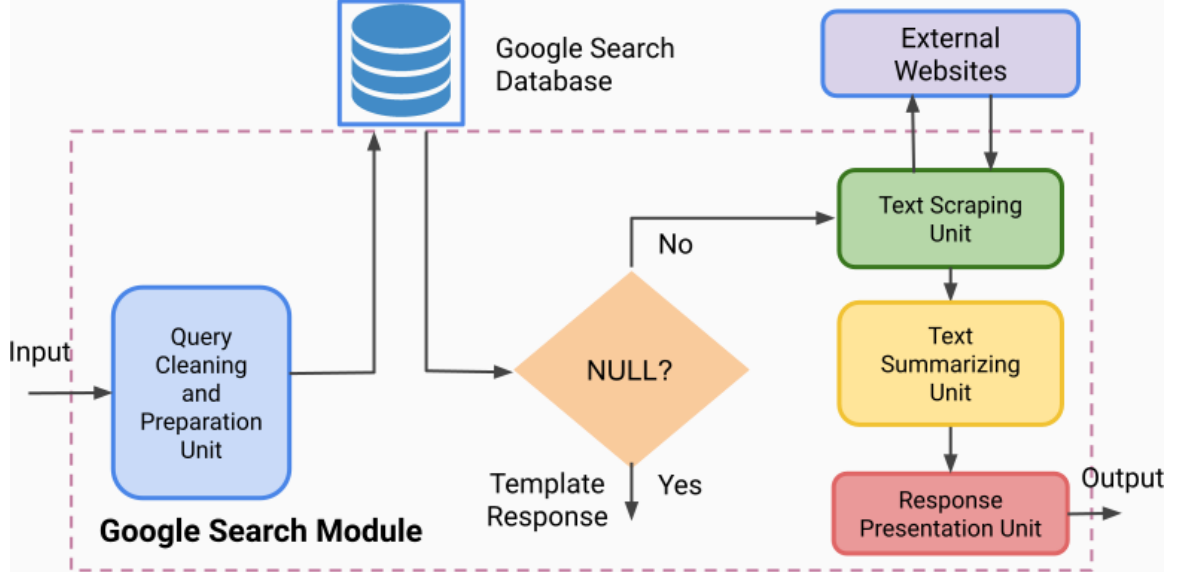 Google Search
Database
External
Websites
Text Scraping
Unit
No
Input
Query
Cleaning
and
Preparation
Unit
NULL?
Text
Summarizing
Unit
Template
Response
Yes
Google Search Module
Response
Presentation Unit
Output